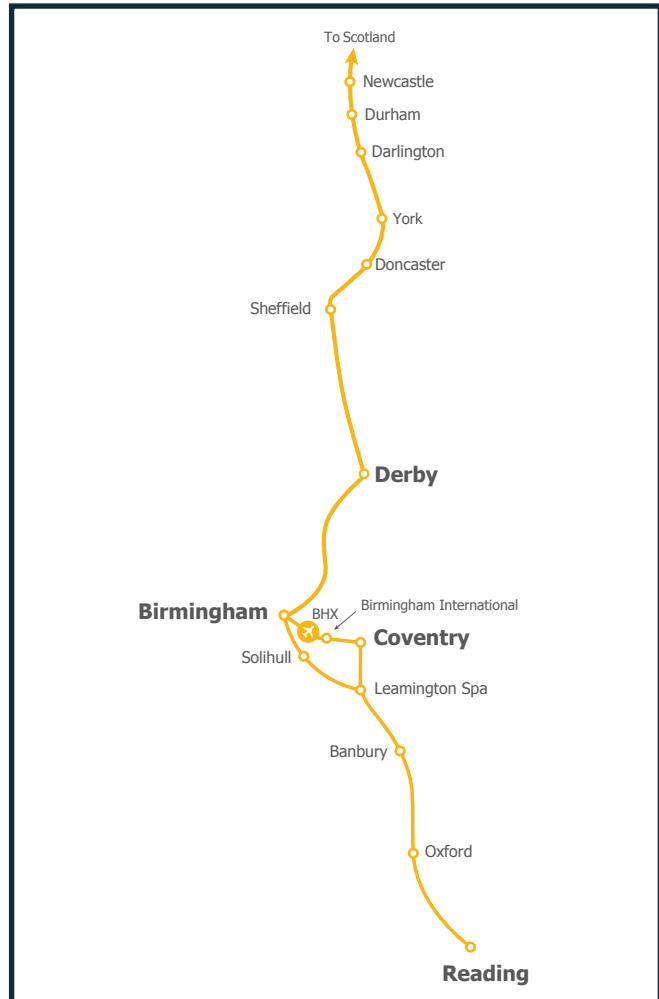 To Scotland
Newcastle
Durham
Darlington
York
Doncaster
Sheffield
Derby
Birmingham
BHX
Birmingham International
Coventry
Solihull
Leamington Spa
Banbury
Oxford
Reading